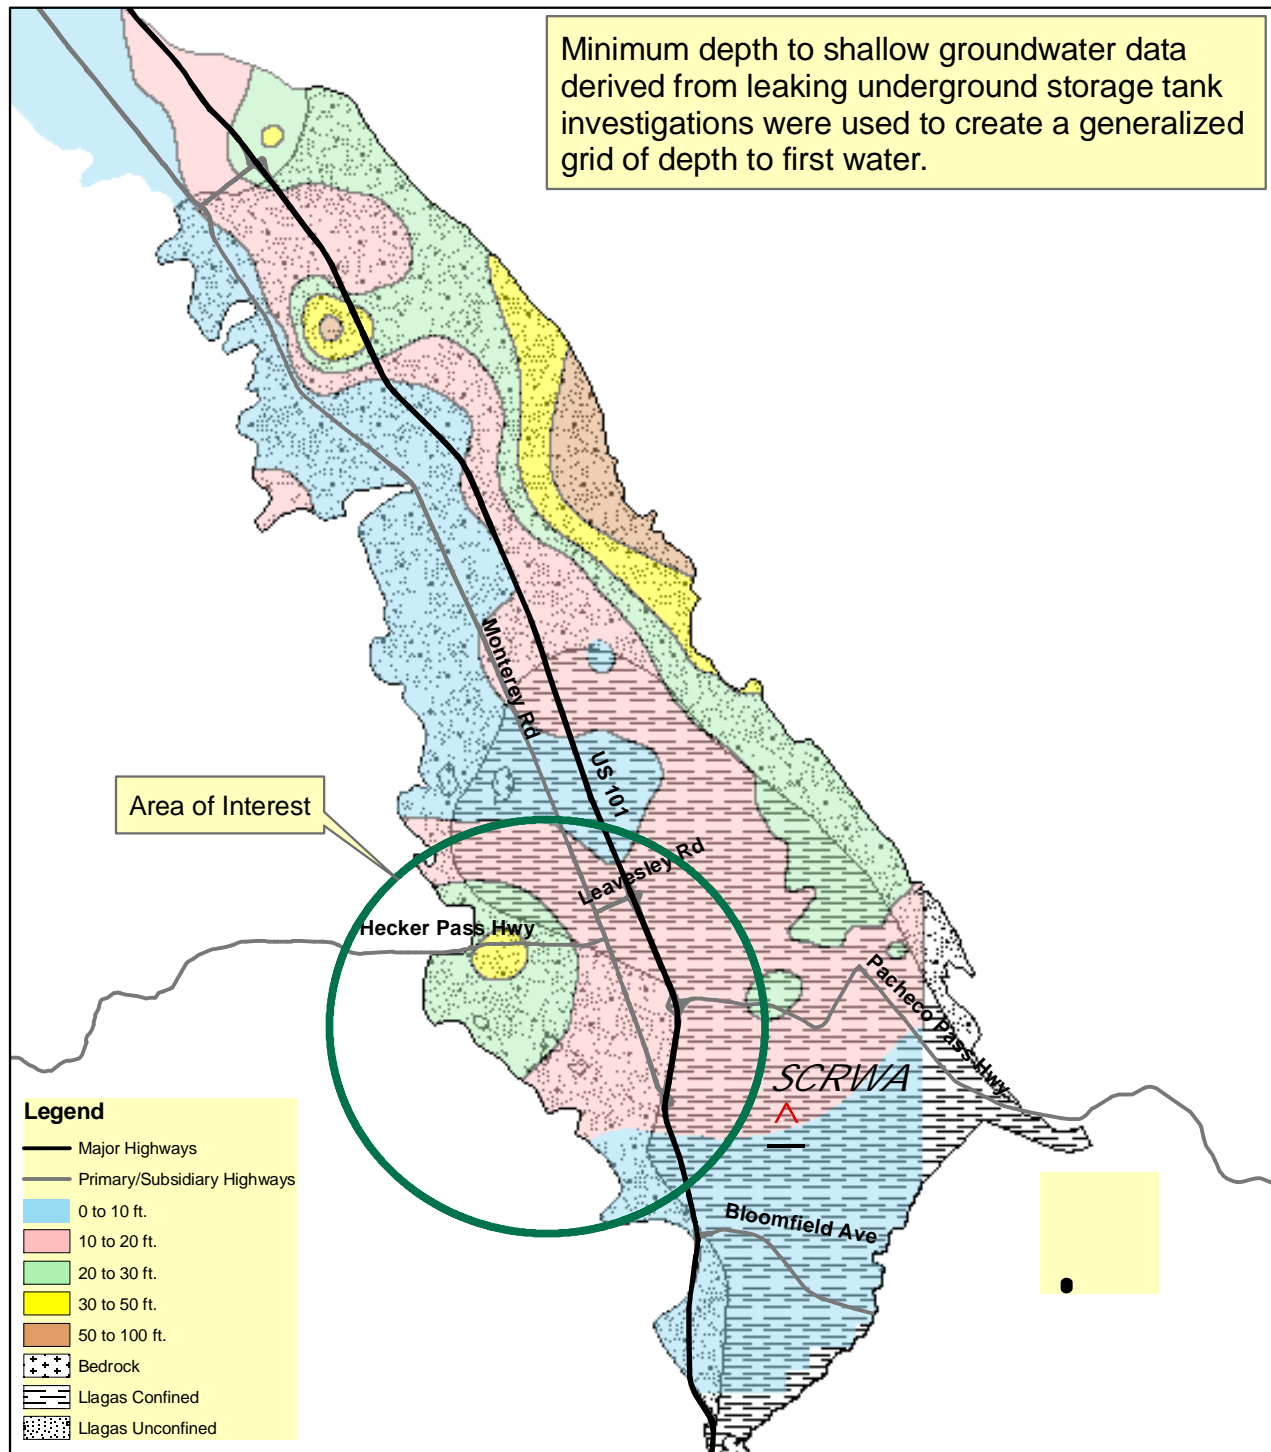 Minimum depth to shallow groundwater data
derived from leaking underground storage tank
investigations were used to create a generalized
grid of depth to first water.
Monterey Rd
US 101
Area of Interest
Leavesley Rd
Hecker Pass Hwy
Pacheco Pass Hwy
SCRWA
Bloomfield Ave
Legend
Major Highways
Primary/Subsidiary Highways
0 to 10 ft.
10 to 20 ft.
20 to 30 ft.
30 to 50 ft.
50 to 100 ft.
Bedrock
Llagas Confined
Llagas Unconfined